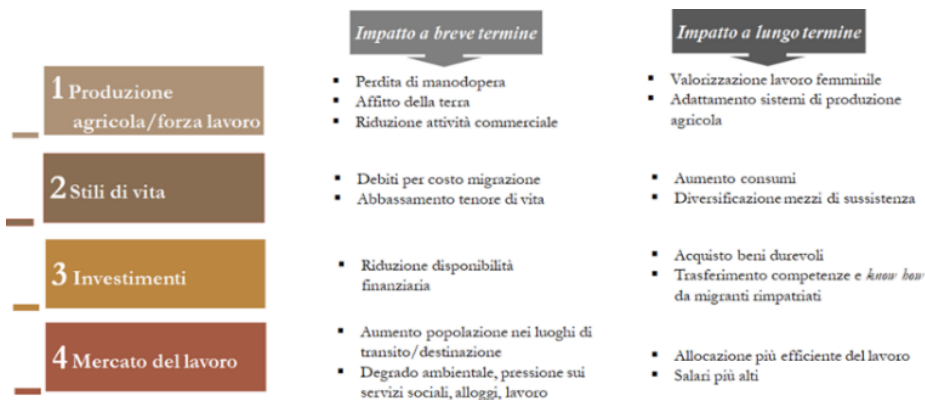 Impatto a breve termine
Impatto a lungo termine
1 Produzione
agricola/forza lavoro
▪ Perdita di manodopera
▪ Affitto della terra
▪ Riduzione attività commerciale
▪ Valorizzazione lavoro femminile
▪ Adattamento sistemi di produzione
agricola
2 Stili di vita
▪ Debiti per costo migrazione
▪ Abbassamento tenore di vita
▪ Aumento consumi
▪ Diversificazione mezzi di sussistenza
3 Investimenti
▪ Riduzione disponibilità
finanziaria
▪ Acquisto beni durevoli
▪ Trasferimento competenze e know how
da migranti rimpatriati
4 Mercato del lavoro
▪ Aumento popolazione nei luoghi di
transito/destinazione
▪ Degrado ambientale, pressione sui
servizi sociali, alloggi, lavoro
▪ Allocazione più efficiente del lavoro
▪ Salari più alti